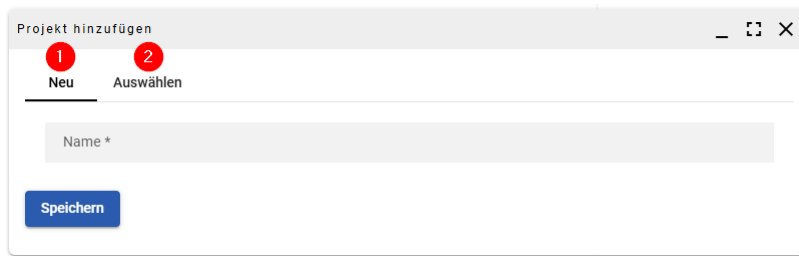 Projekt hinzufügen
1 2
Neu Auswählen
Name *
Speichern